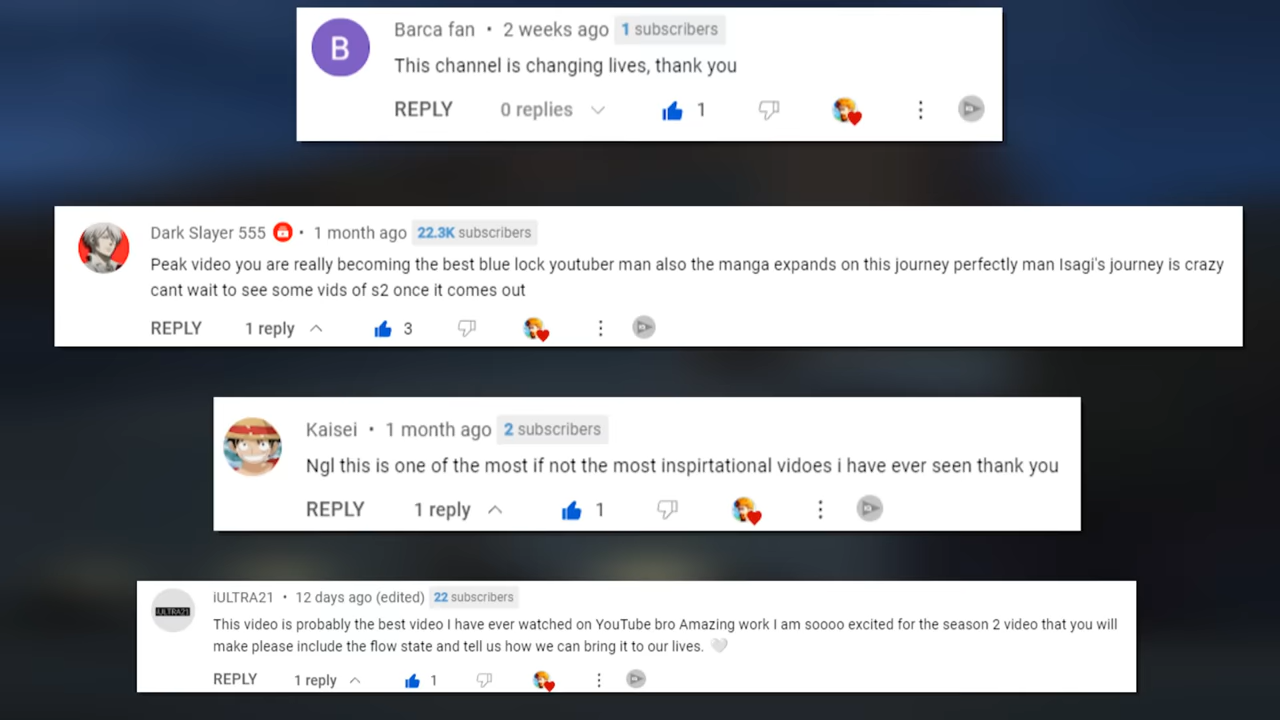 B
Barca fan • 2 weeks ago 1 subscribers
This channel is changing lives, thank you
REPLY 0 replies 1
Dark Slayer 555 • 1 month ago 22.3K subscribers
Peak video you are really becoming the best blue lock youtuber man also the manga expands on this journey perfectly man Isagi's journey is crazy
cant wait to see some vids of s2 once it comes out
REPLY 1 reply 3
Kaisei • 1 month ago 2 subscribers
Ngl this is one of the most if not the most inspirtational vidoes i have ever seen thank you
REPLY 1 reply 1
iULTRA21
iULTRA21 • 12 days ago (edited) 22 subscribers
This video is probably the best video I have ever watched on YouTube bro Amazing work I am soooo excited for the season 2 video that you will
make please include the flow state and tell us how we can bring it to our lives. 🤍
REPLY 1 reply 1